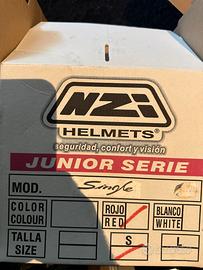 NZi
HELMETS®
seguridad, confort y visión
JUNIOR SERIE
MOD. Single
COLOR ROJO BLANCO
COLOUR RED WHITE
TALLA S L
SIZE